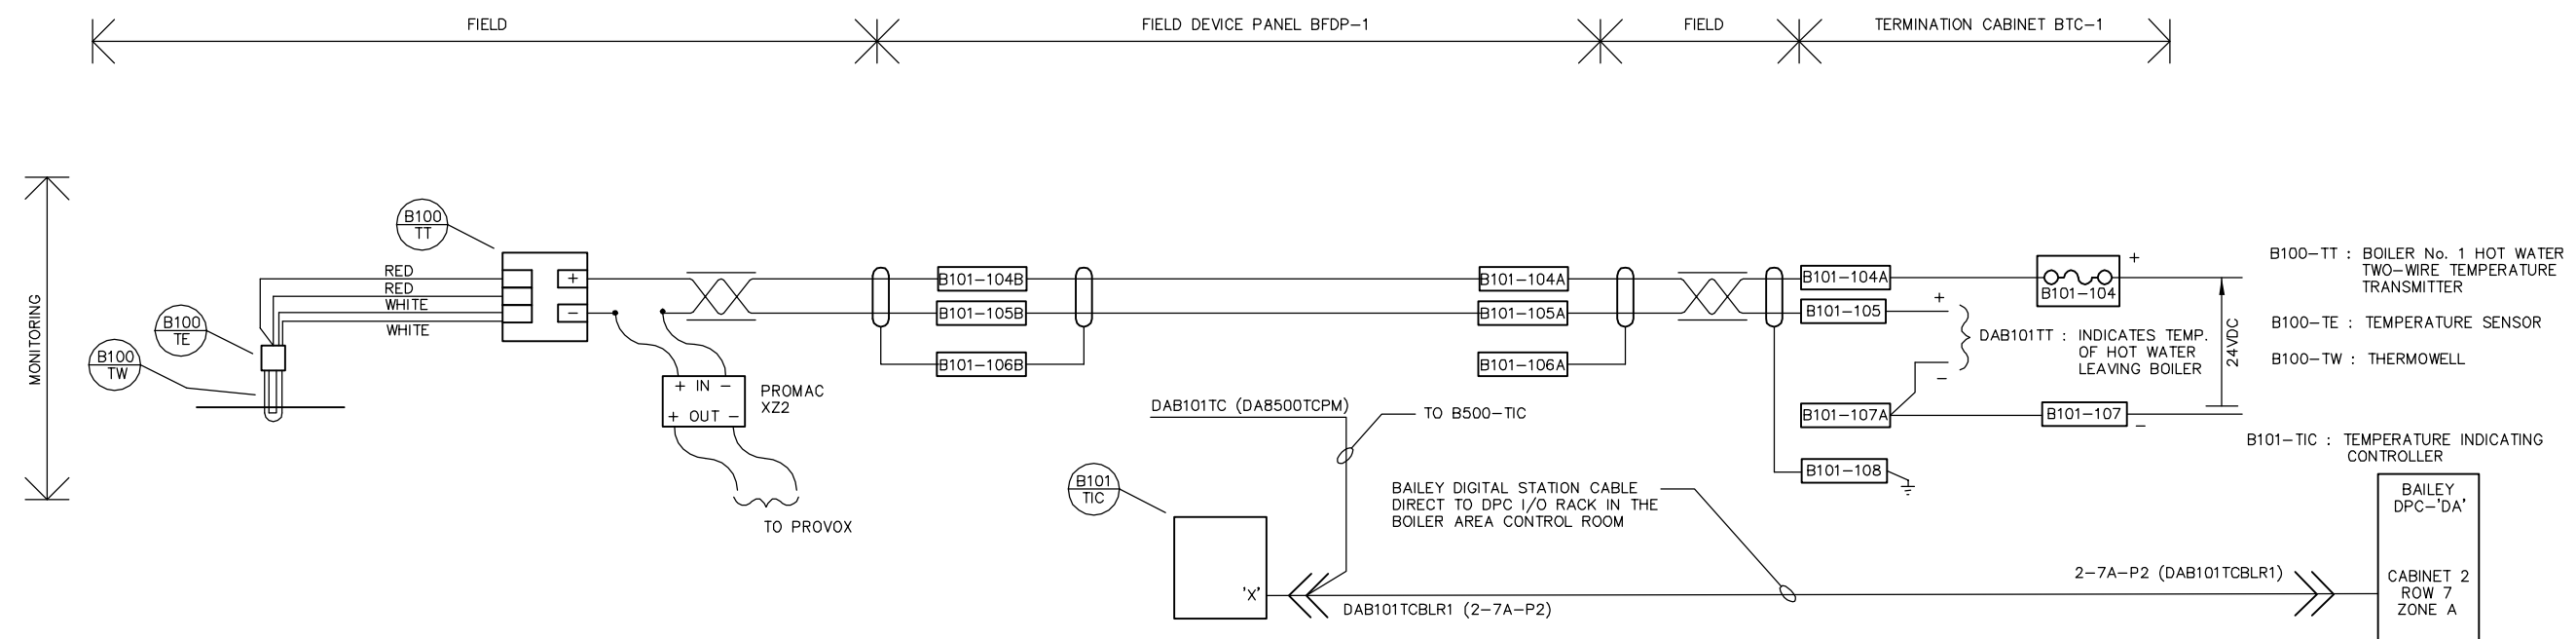 FIELD
FIELD DEVICE PANEL BFDP-1
FIELD
TERMINATION CABINET BTC-1
MONITORING
B100
TT
B100
TE
B100
TW
RED
RED
WHITE
WHITE
+
-
+ IN -
+ OUT -
PROMAC
XZ2
TO PROVOX
B101-104B
B101-105B
B101-106B
B101-104A
B101-105A
B101-106A
B101-104A
B101-105
B101-107A
B101-108
+
-
DAB101TT : INDICATES TEMP.
OF HOT WATER
LEAVING BOILER
B101-104
+
24VDC
B101-107
-
B100-TT : BOILER No. 1 HOT WATER
TWO-WIRE TEMPERATURE
TRANSMITTER
B100-TE : TEMPERATURE SENSOR
B100-TW : THERMOWELL
B101-TIC : TEMPERATURE INDICATING
CONTROLLER
DAB101TC (DA8500TCPM)
TO B500-TIC
B101
TIC
'X'
BAILEY DIGITAL STATION CABLE
DIRECT TO DPC I/O RACK IN THE
BOILER AREA CONTROL ROOM
DAB101TCBLR1 (2-7A-P2)
2-7A-P2 (DAB101TCBLR1)
BAILEY
DPC-'DA'
CABINET 2
ROW 7
ZONE A